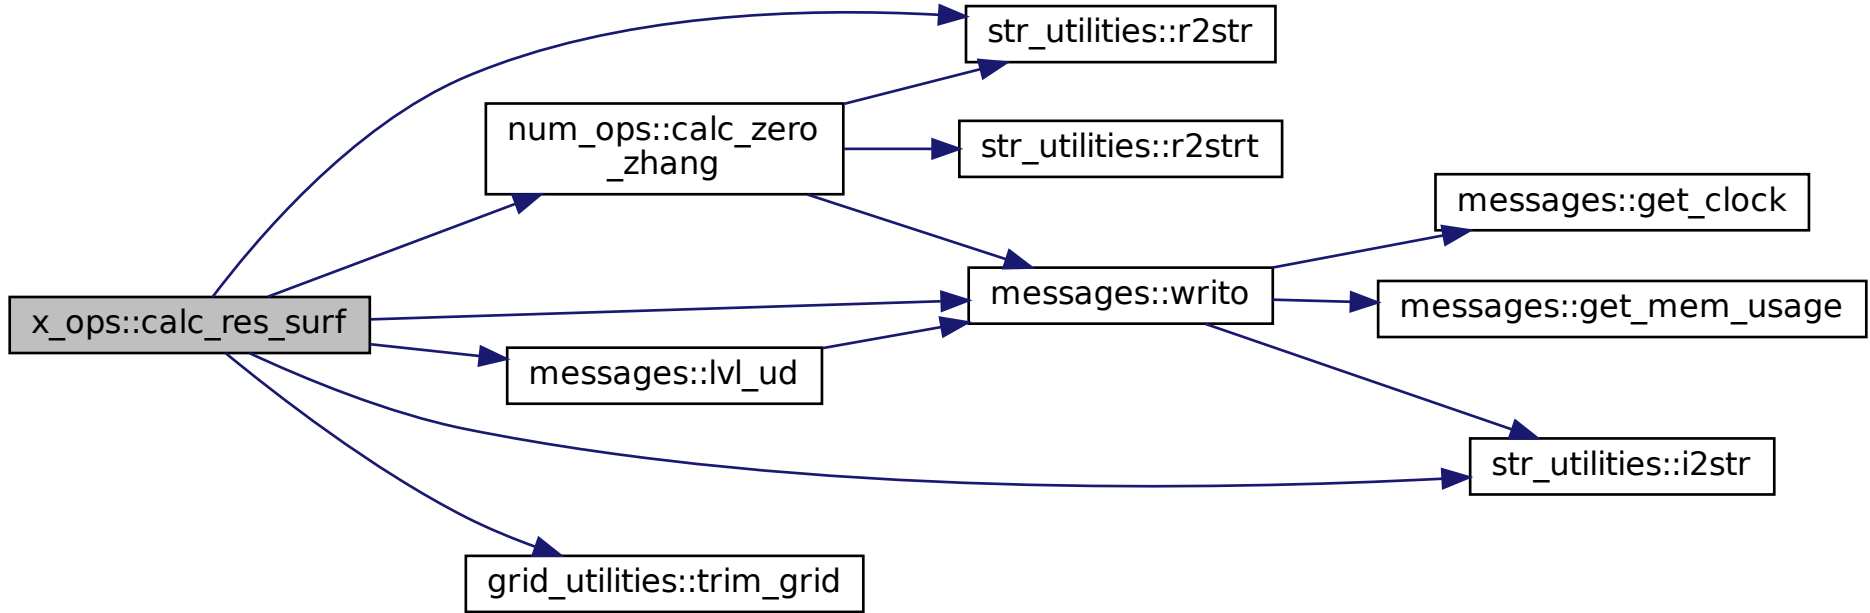 str_utilities::r2str
num_ops::calc_zero
_zhang
str_utilities::r2strt
messages::get_clock
messages::writo
messages::get_mem_usage
x_ops::calc_res_surf
messages::lvl_ud
str_utilities::i2str
grid_utilities::trim_grid